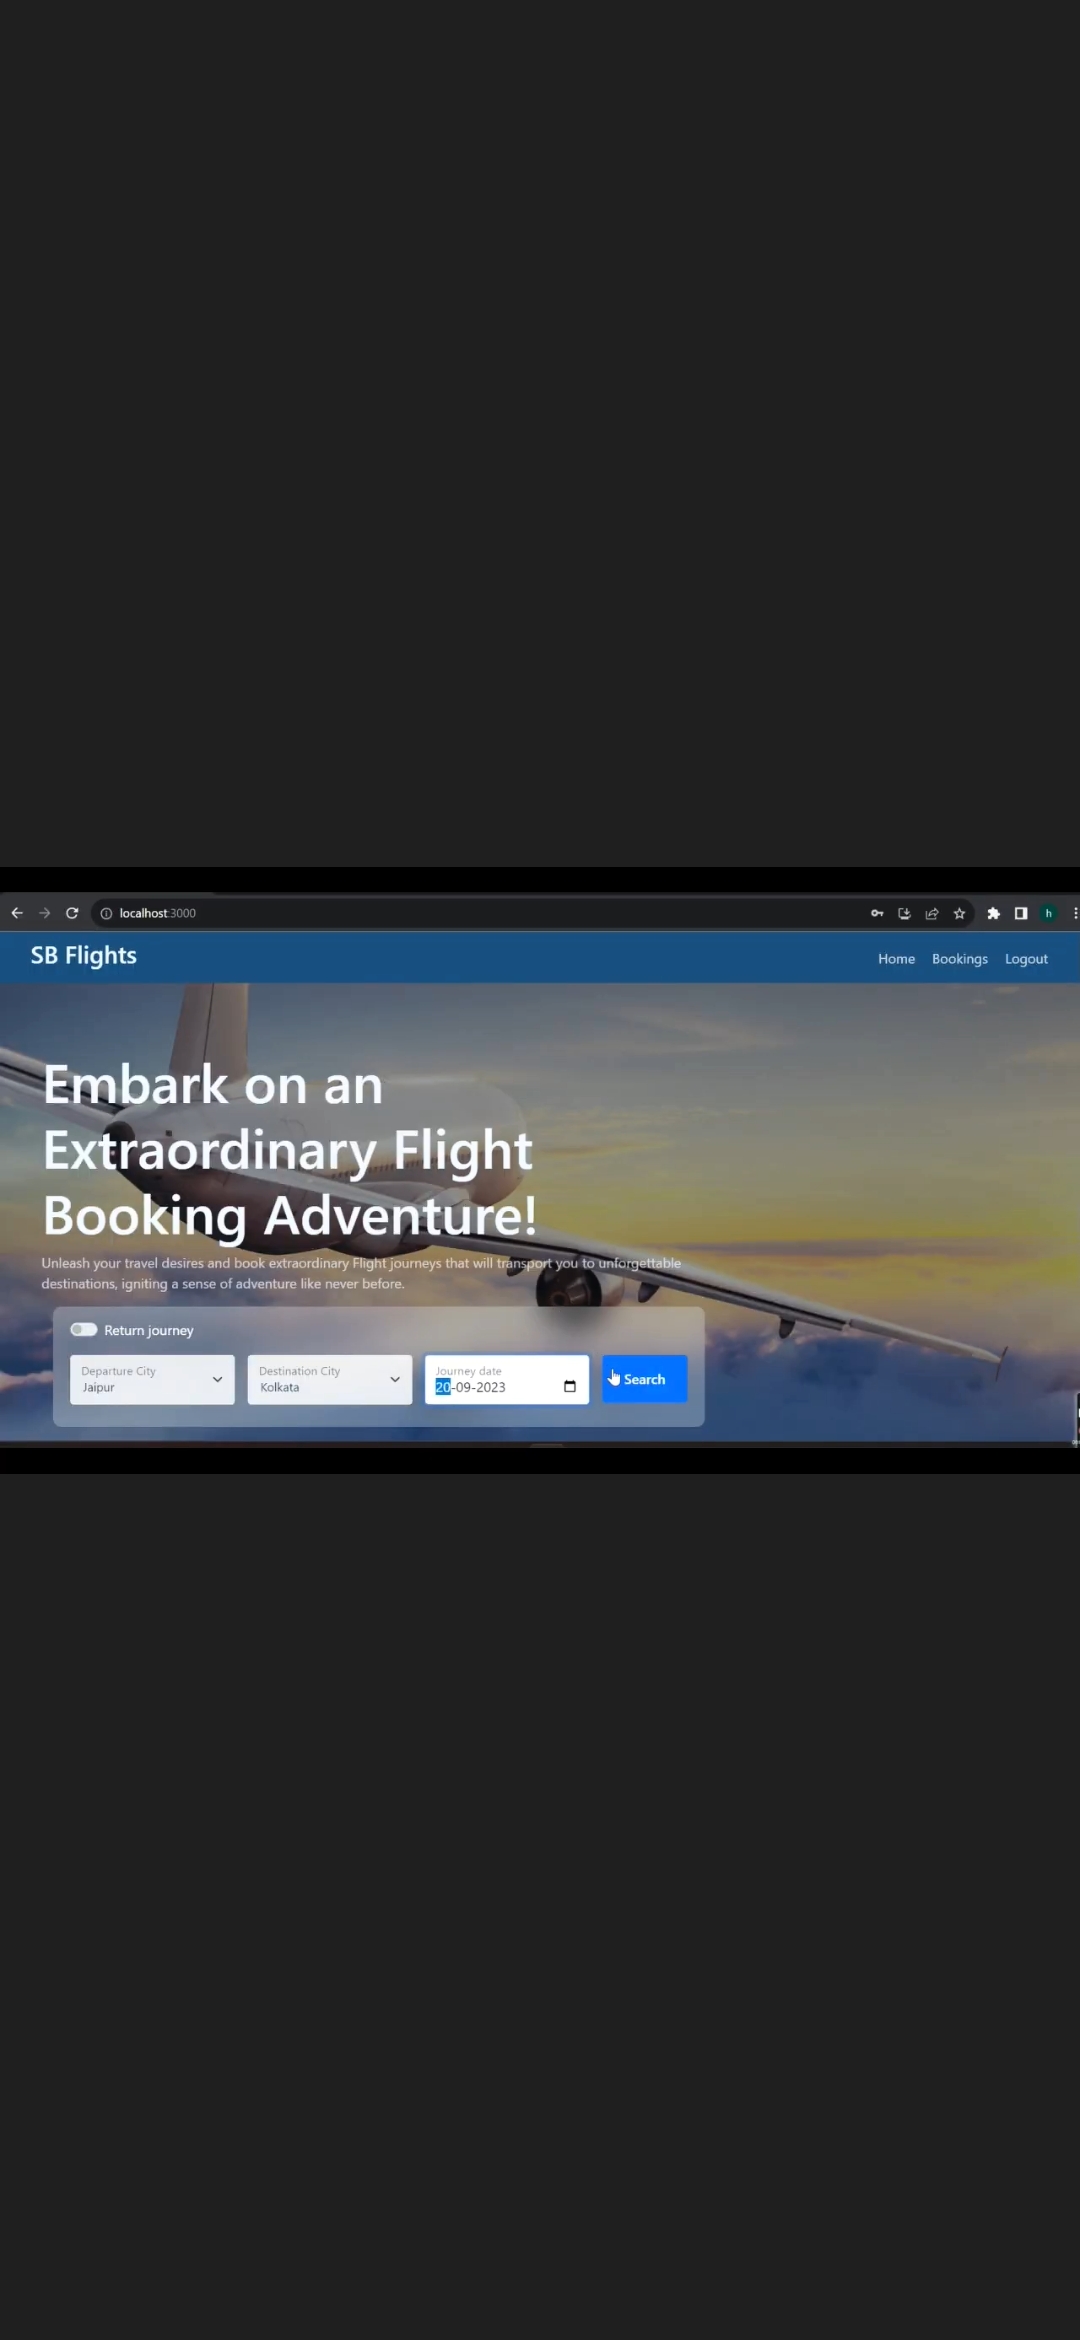 localhost:3000
h
SB Flights
Home Bookings Logout
Embark on an
Extraordinary Flight
Booking Adventure!
Unleash your travel desires and book extraordinary Flight journeys that will transport you to unforgettable
destinations, igniting a sense of adventure like never before.
Return journey
Departure City
Jaipur
Destination City
Kolkata
Journey date
20-09-2023
Search